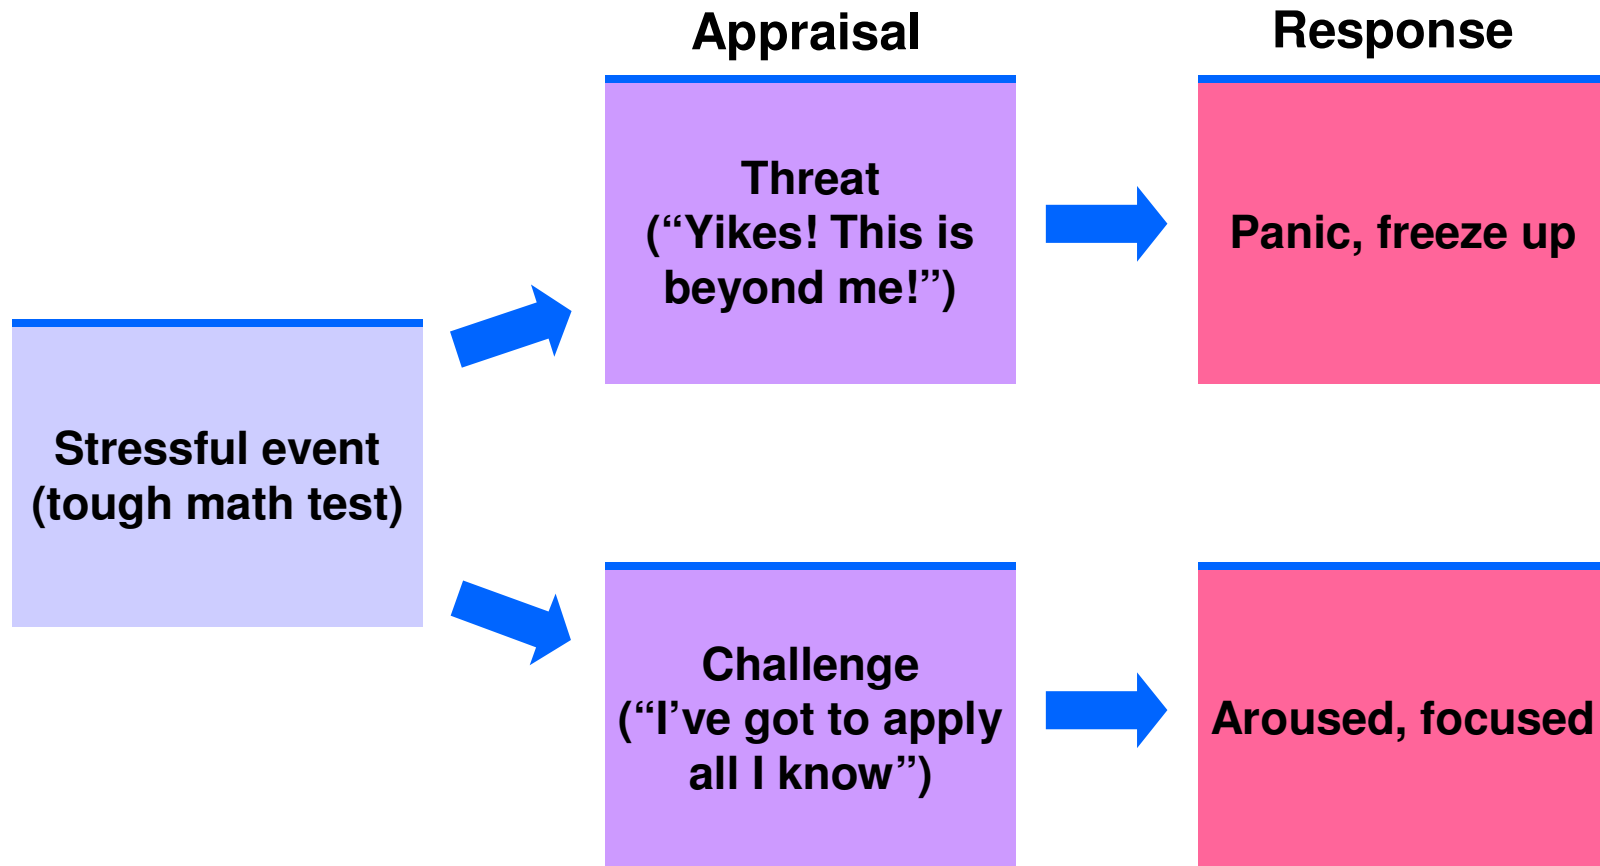 Appraisal
Response
Threat
(“Yikes! This is
beyond me!”)
Panic, freeze up
Stressful event
(tough math test)
Challenge
(“I’ve got to apply
all I know”)
Aroused, focused